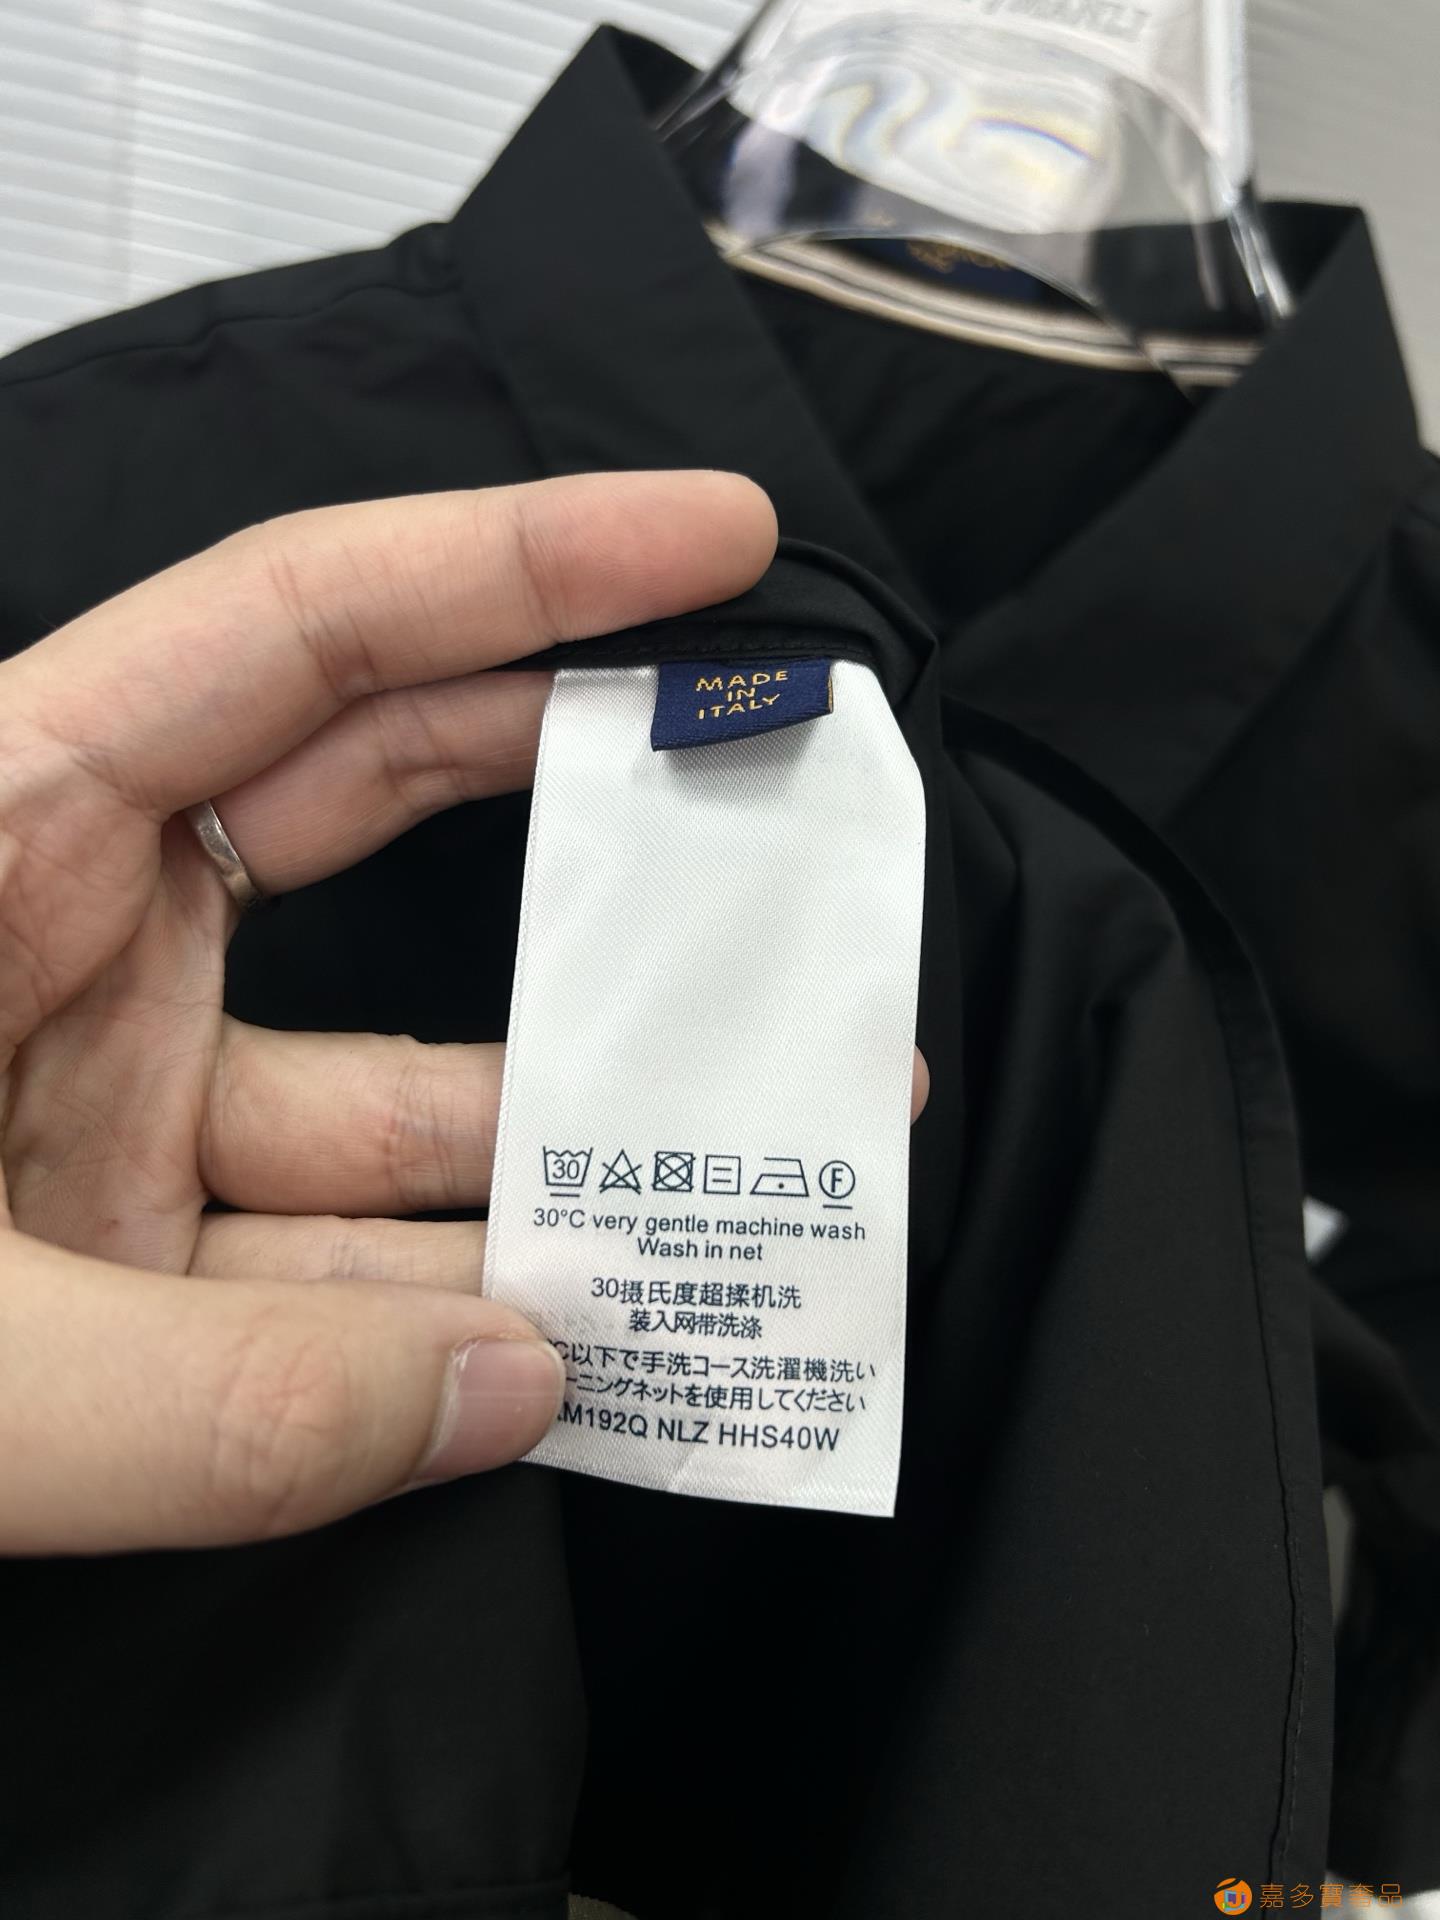 MADE
IN
ITALY
30
F
30°C very gentle machine wash
Wash in net
30摄氏度超揉机洗
装入网带洗涤
℃以下で手洗コース洗濯機洗い
ーニングネットを使用してください
M192Q NLZ HHS40W
嘉多寶奢品